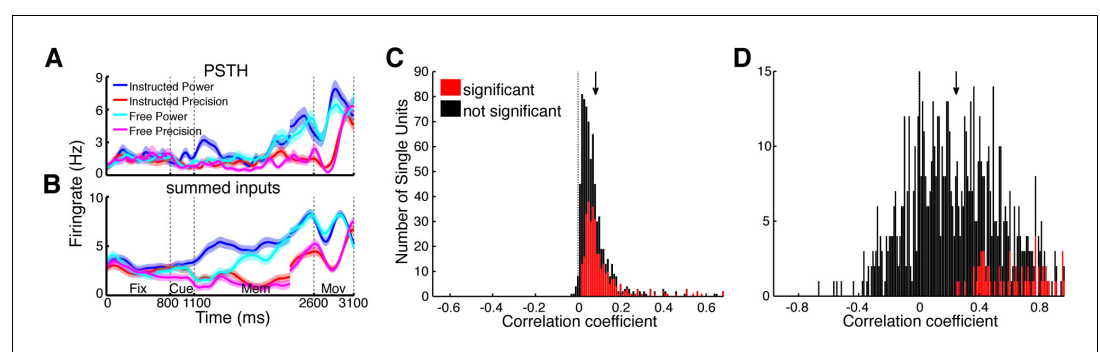 A
PSTH
9
6
3
0
Instructed Power
Instructed Precision
Free Power
Free Precision
B
summed inputs
10
5
0
Firingrate (Hz)
Fix
Cue
Mem
Mov
0
800
1100
2600
3100
Time (ms)
C
90
80
70
60
50
40
30
20
10
0
Number of Single Units
significant
not significant
-0.6
-0.4
-0.2
0
0.2
0.4
0.6
Correlation coefficient
D
15
10
5
0
-0.8
-0.4
0
0.4
0.8
Correlation coefficient